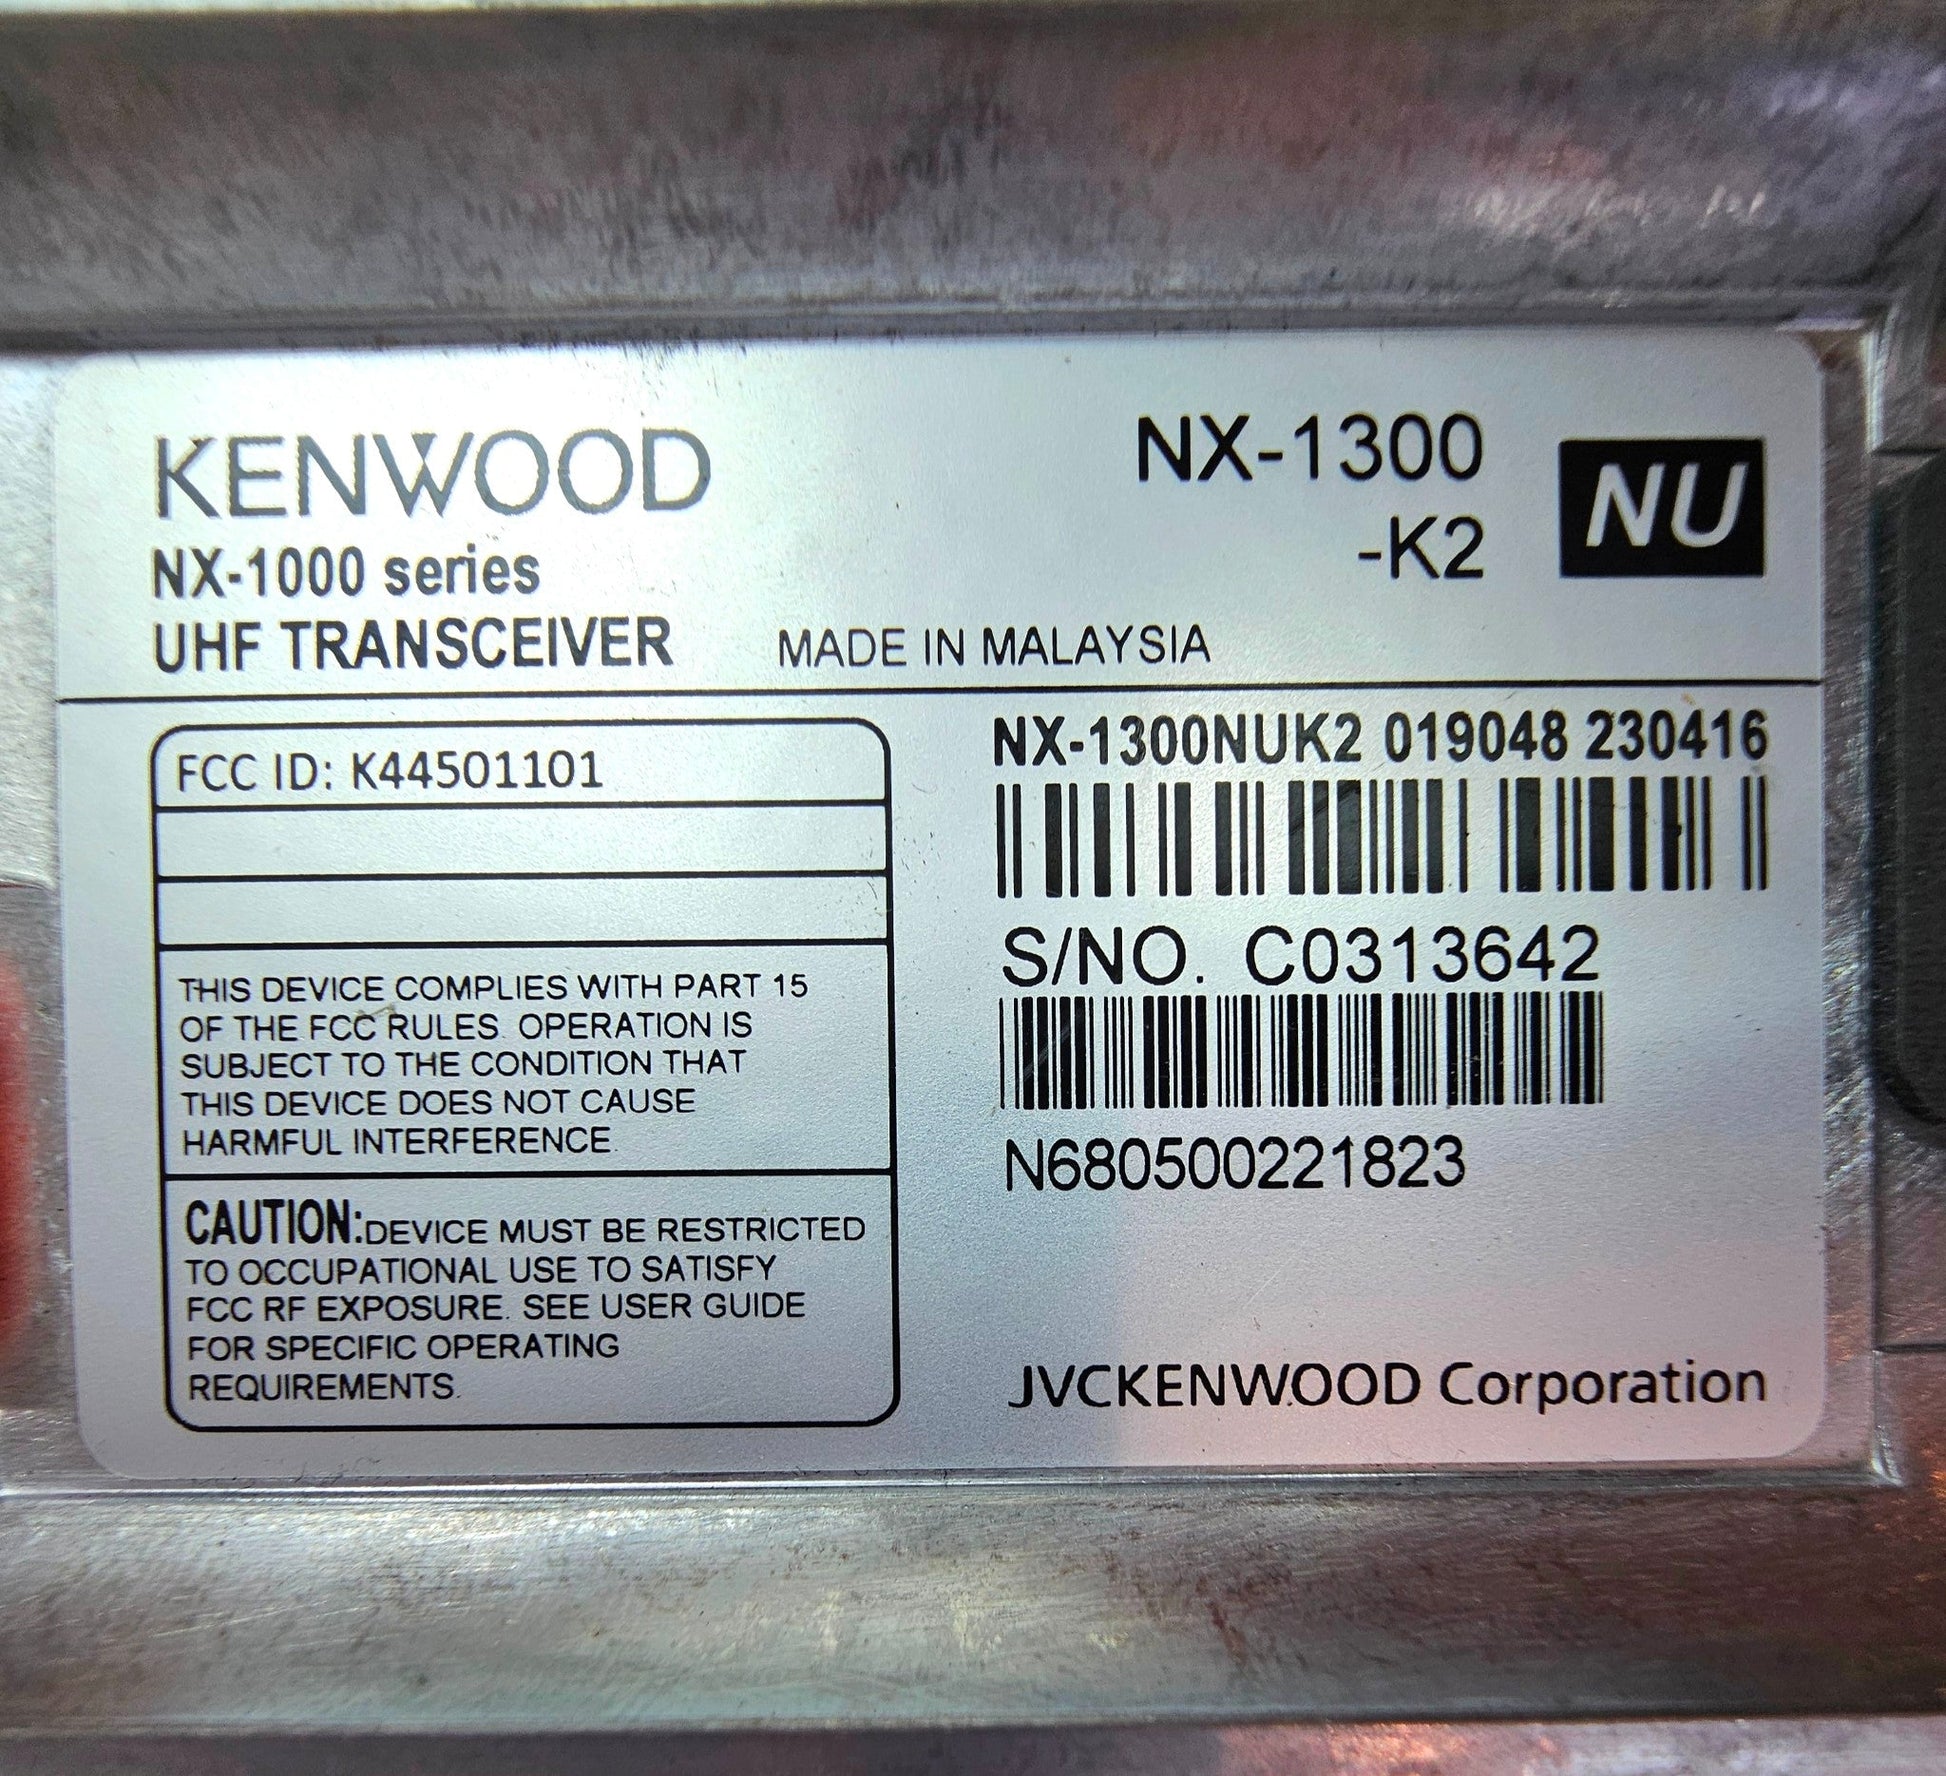 KENWOOD
NX-1000 series
UHF TRANSCEIVER
MADE IN MALAYSIA
NX-1300
-K2
NU
FCC ID: K44501101
THIS DEVICE COMPLIES WITH PART 15
OF THE FCC RULES. OPERATION IS
SUBJECT TO THE CONDITION THAT
THIS DEVICE DOES NOT CAUSE
HARMFUL INTERFERENCE.
CAUTION:DEVICE MUST BE RESTRICTED
TO OCCUPATIONAL USE TO SATISFY
FCC RF EXPOSURE. SEE USER GUIDE
FOR SPECIFIC OPERATING
REQUIREMENTS.
NX-1300NUK2 019048 230416
S/NO. C0313642
N680500221823
JVCKENWOOD Corporation